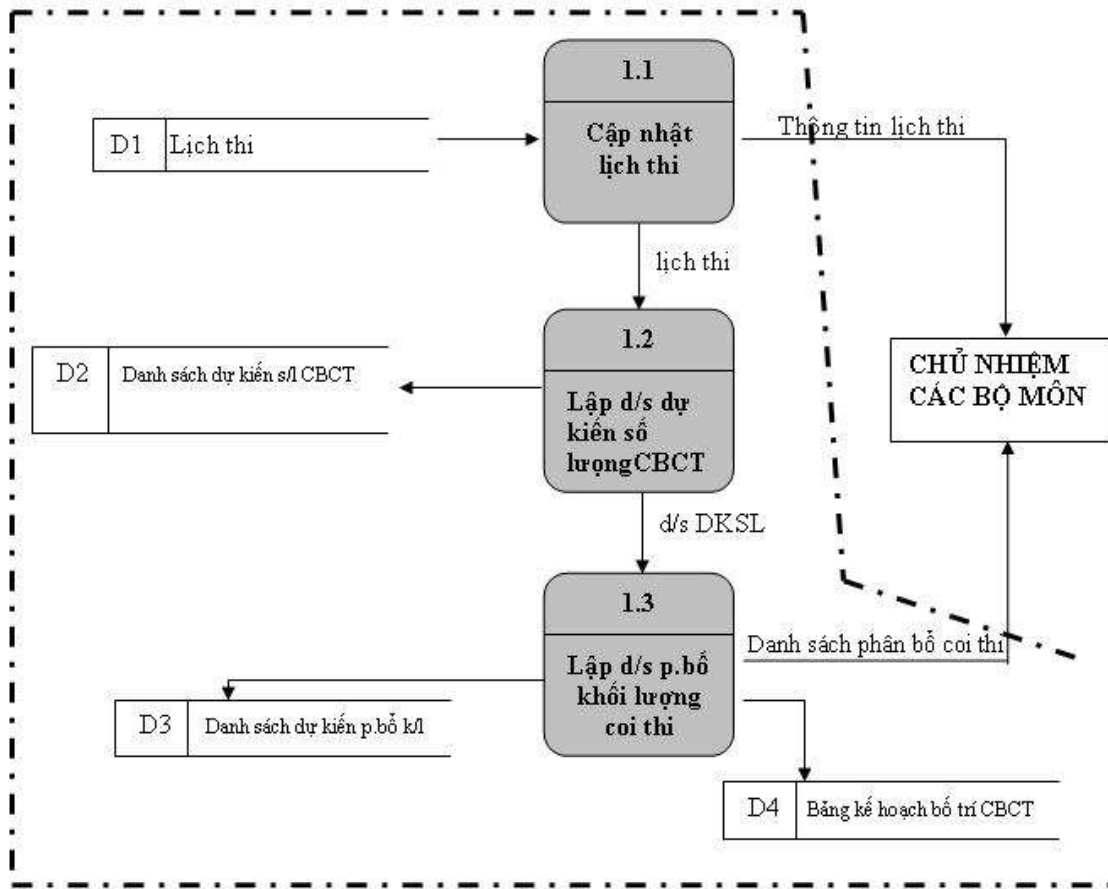 1.1
Cập nhật
lịch thi
D1 Lịch thi
Thông tin lịch thi
lịch thi
1.2
Lập d/s dự
kiến số
lượngCBCT
D2 Danh sách dự kiến s/l CBCT
CHỦ NHIỆM
CÁC BỘ MÔN
d/s DKSL
1.3
Lập d/s p.bố
khối lượng
coi thi
Danh sách phân bổ coi thi
D3 Danh sách dự kiến p.bổ k/l
D4 Bảng kế hoạch bố trí CBCT